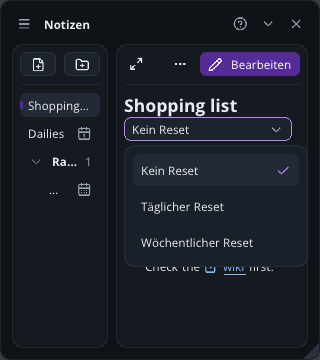 Notizen
Bearbeiten
Shopping...
Dailies
Ra... 1
...
Shopping list
Kein Reset
Kein Reset
Täglicher Reset
Wöchentlicher Reset
Check the wiki first.